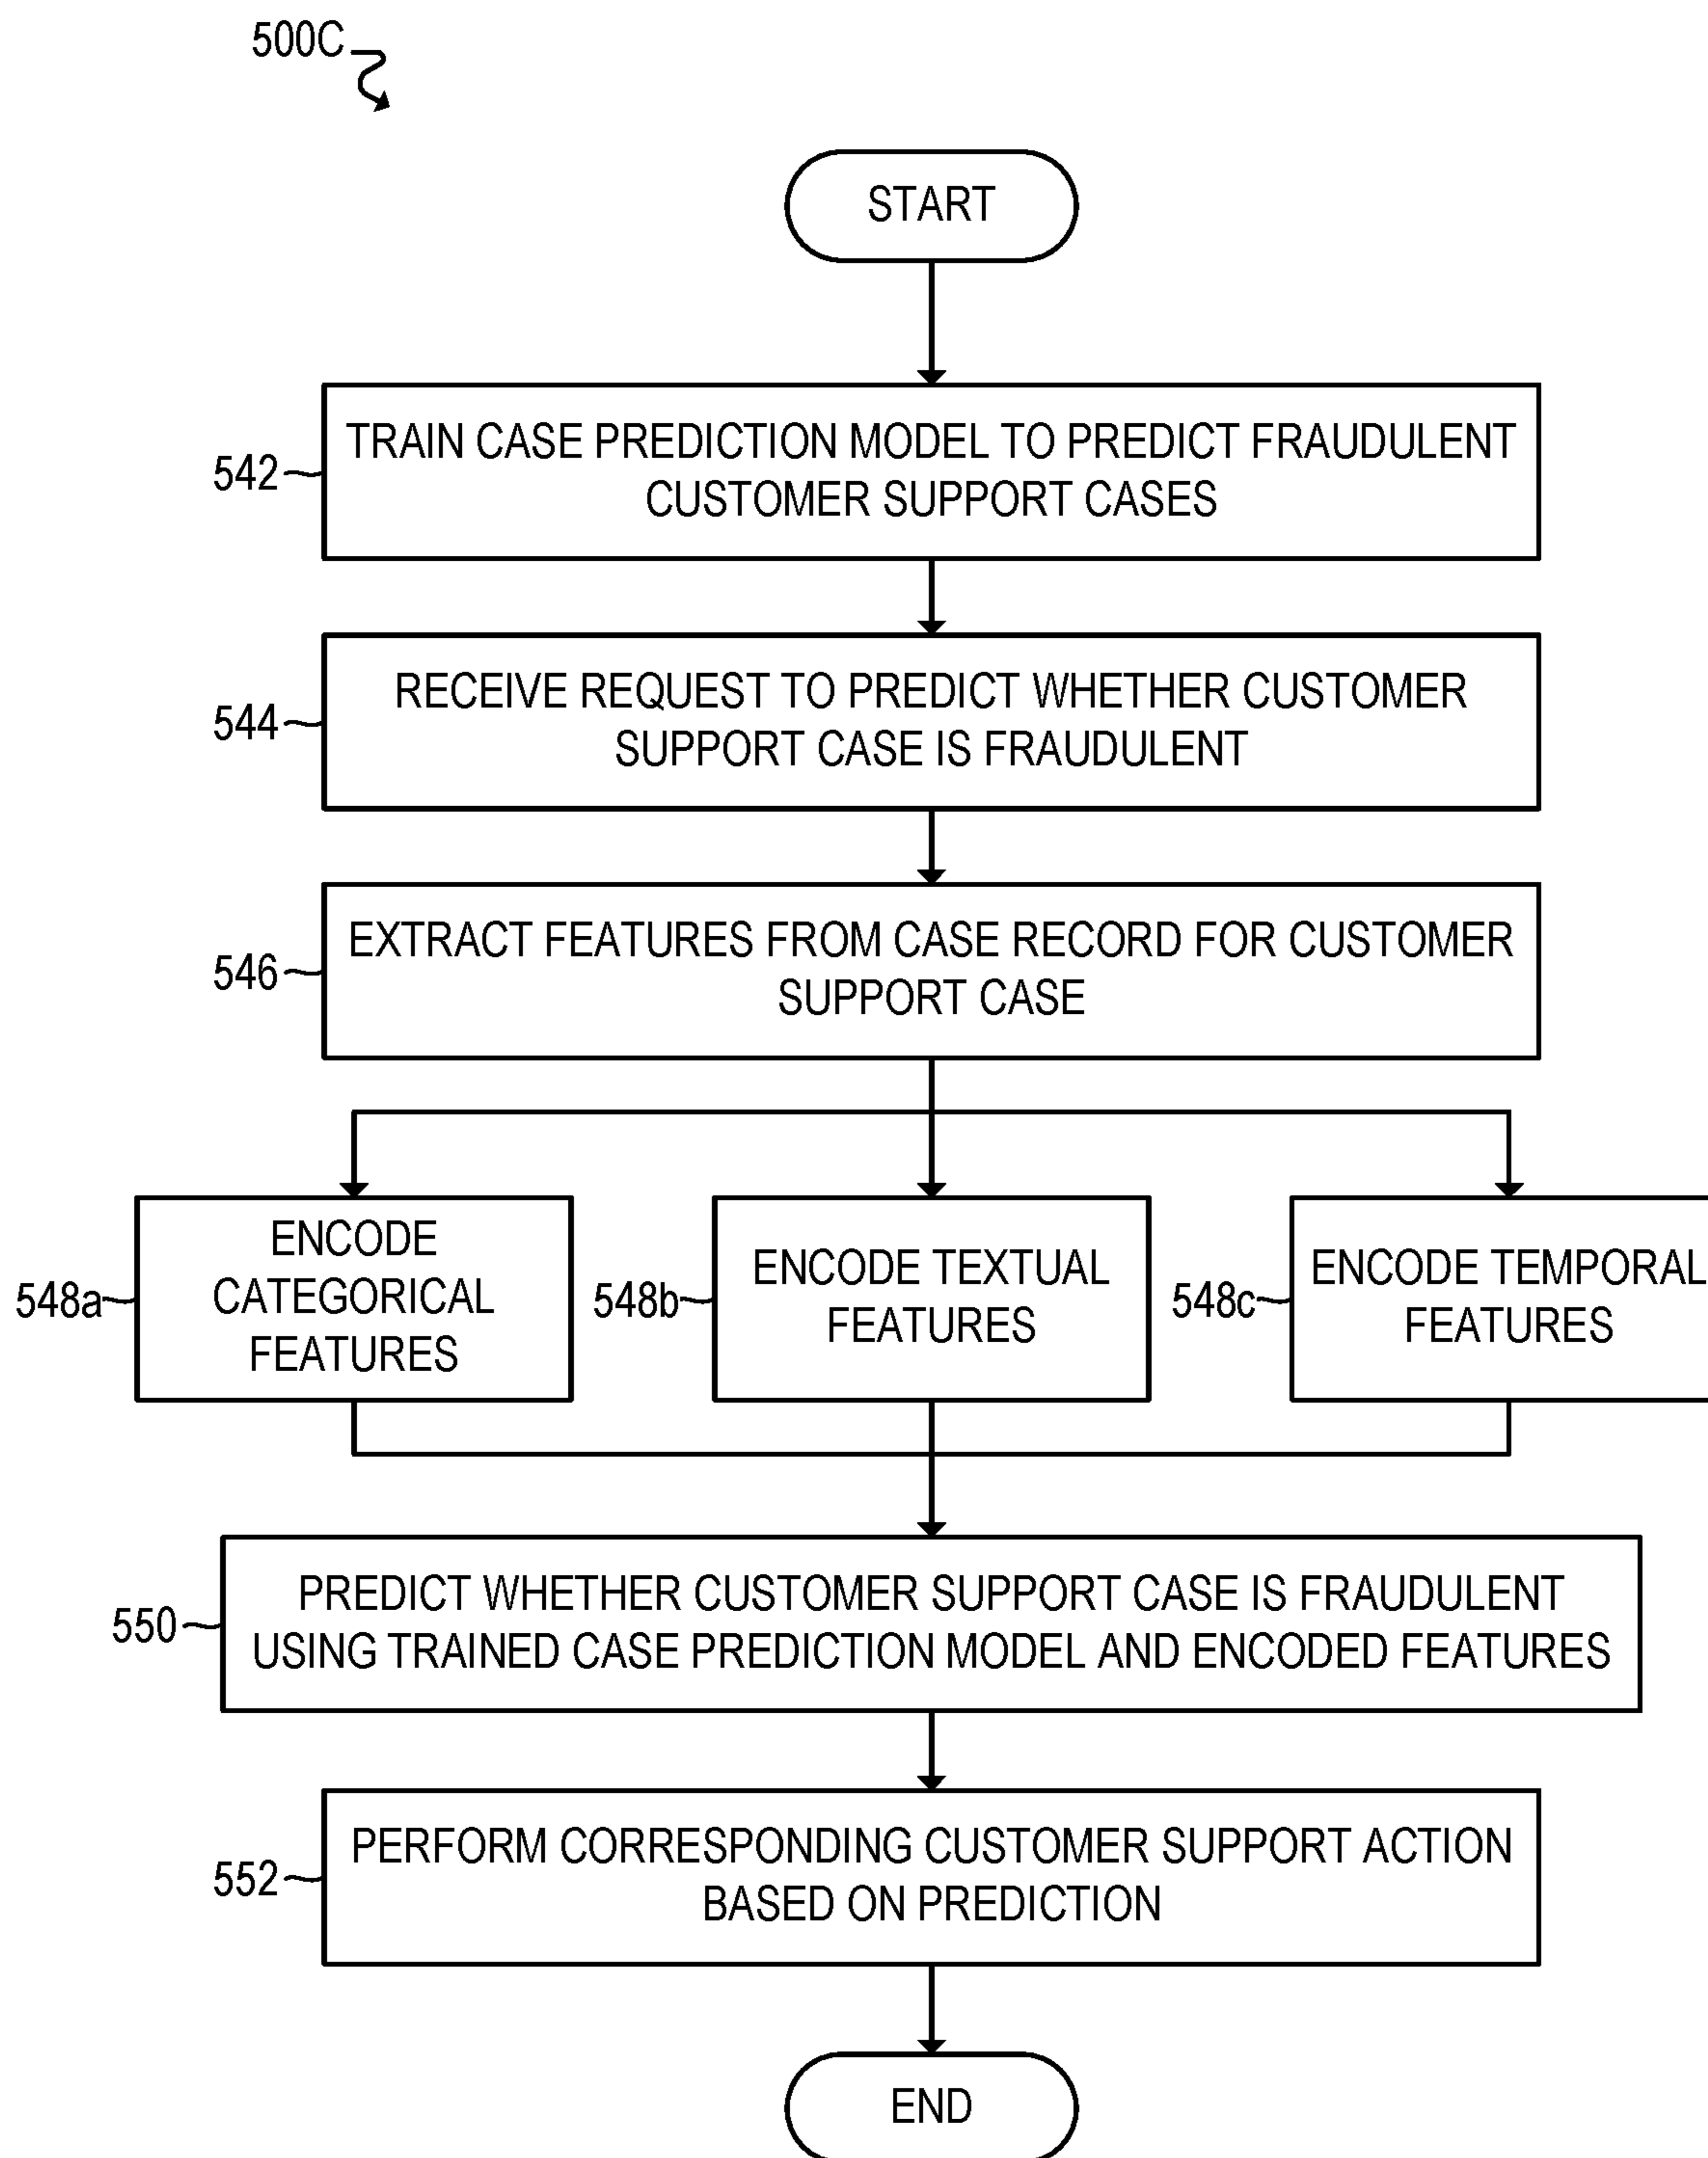 500C
START
542
TRAIN CASE PREDICTION MODEL TO PREDICT FRAUDULENT
CUSTOMER SUPPORT CASES
544
RECEIVE REQUEST TO PREDICT WHETHER CUSTOMER
SUPPORT CASE IS FRAUDULENT
546
EXTRACT FEATURES FROM CASE RECORD FOR CUSTOMER
SUPPORT CASE
548a
ENCODE
CATEGORICAL
FEATURES
548b
ENCODE TEXTUAL
FEATURES
548c
ENCODE TEMPORAL
FEATURES
550
PREDICT WHETHER CUSTOMER SUPPORT CASE IS FRAUDULENT
USING TRAINED CASE PREDICTION MODEL AND ENCODED FEATURES
552
PERFORM CORRESPONDING CUSTOMER SUPPORT ACTION
BASED ON PREDICTION
END